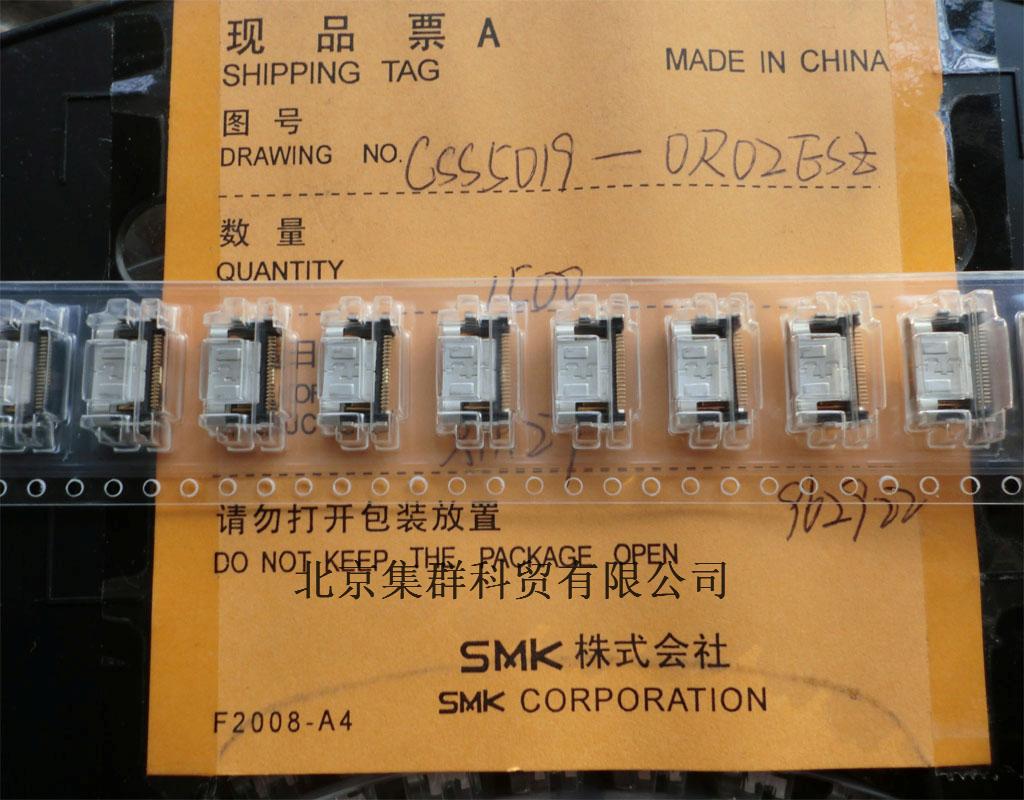 现品票 A
SHIPPING TAG
MADE IN CHINA
图号
DRAWING NO. CSS5019-0R02ESZ
数量
QUANTITY
1500
日
请勿打开包装放置
DO NOT KEEP THE PACKAGE OPEN
北京集群科贸有限公司
SMK 株式会社
SMK CORPORATION
F2008-A4